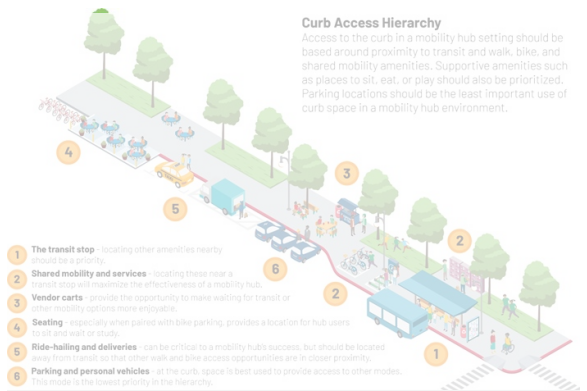 Curb Access Hierarchy
Access to the curb in a mobility hub setting should be
based around proximity to transit and walk, bike, and
shared mobility amenities. Supportive amenities such
as places to sit, eat, or play should also be prioritized.
Parking locations should be the least important use of
curb space in a mobility hub environment.
3
4
2
5
6
2
1
1 The transit stop - locating other amenities nearby
should be a priority.
2 Shared mobility and services - locating these near a
transit stop will maximize the effectiveness of a mobility hub.
3 Vendor carts - provide the opportunity to make waiting for transit or
other mobility options more enjoyable.
4 Seating - especially when paired with bike parking, provides a location for hub users
to sit and wait or study.
5 Ride-hailing and deliveries - can be critical to a mobility hub's success, but should be located
away from transit so that other walk and bike access opportunities are in closer proximity.
6 Parking and personal vehicles - at the curb, space is best used to provide access to other modes.
This mode is the lowest priority in the hierarchy.